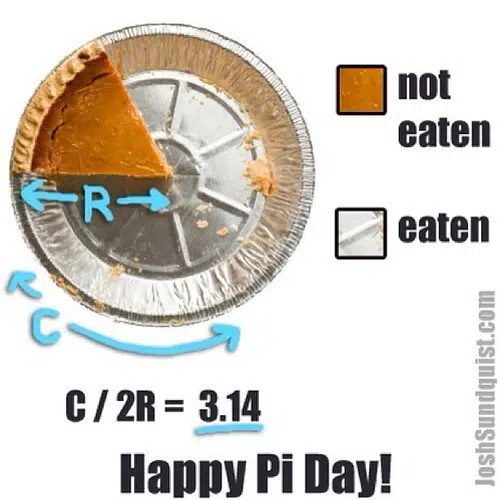 not
eaten
R
eaten
C
C / 2R = 3.14
Happy Pi Day!
JoshSundquist.com